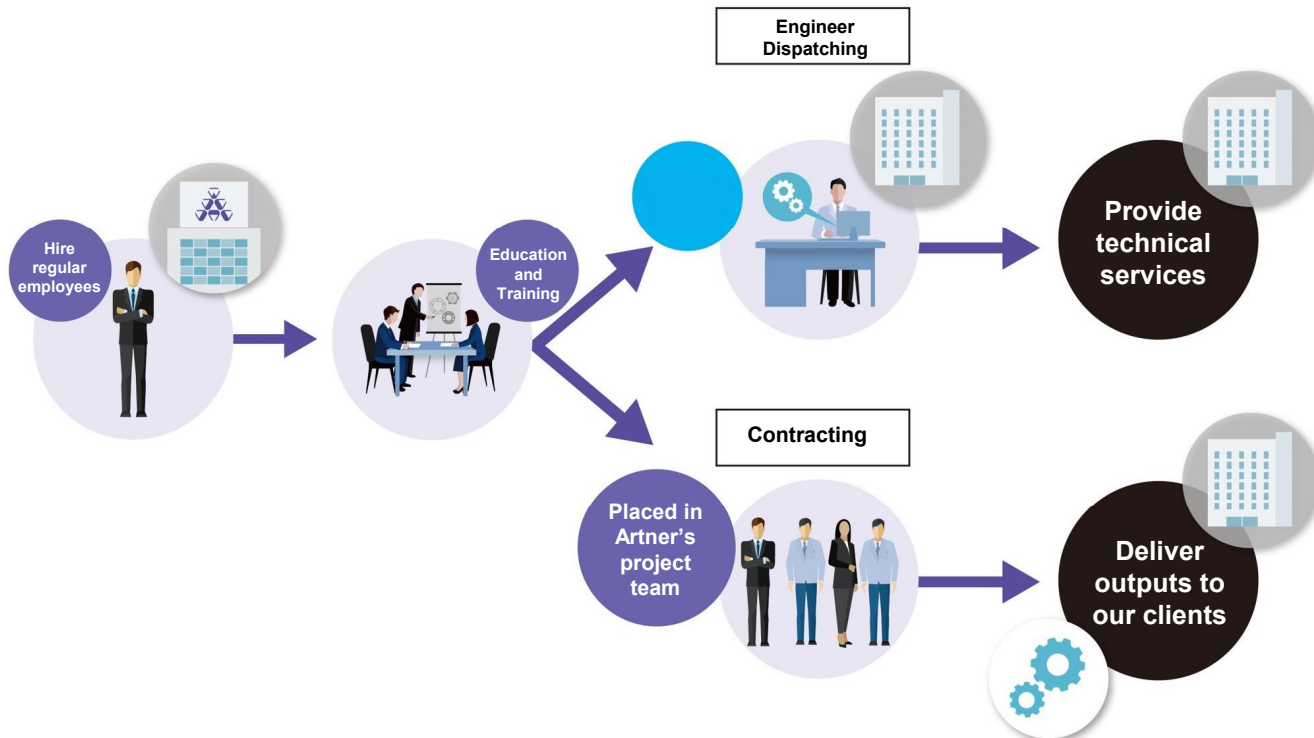 Engineer
Dispatching
Hire
regular
employees
Education
and
Training
Provide
technical
services
Contracting
Placed in
Artner’s
project
team
Deliver
outputs to
our clients